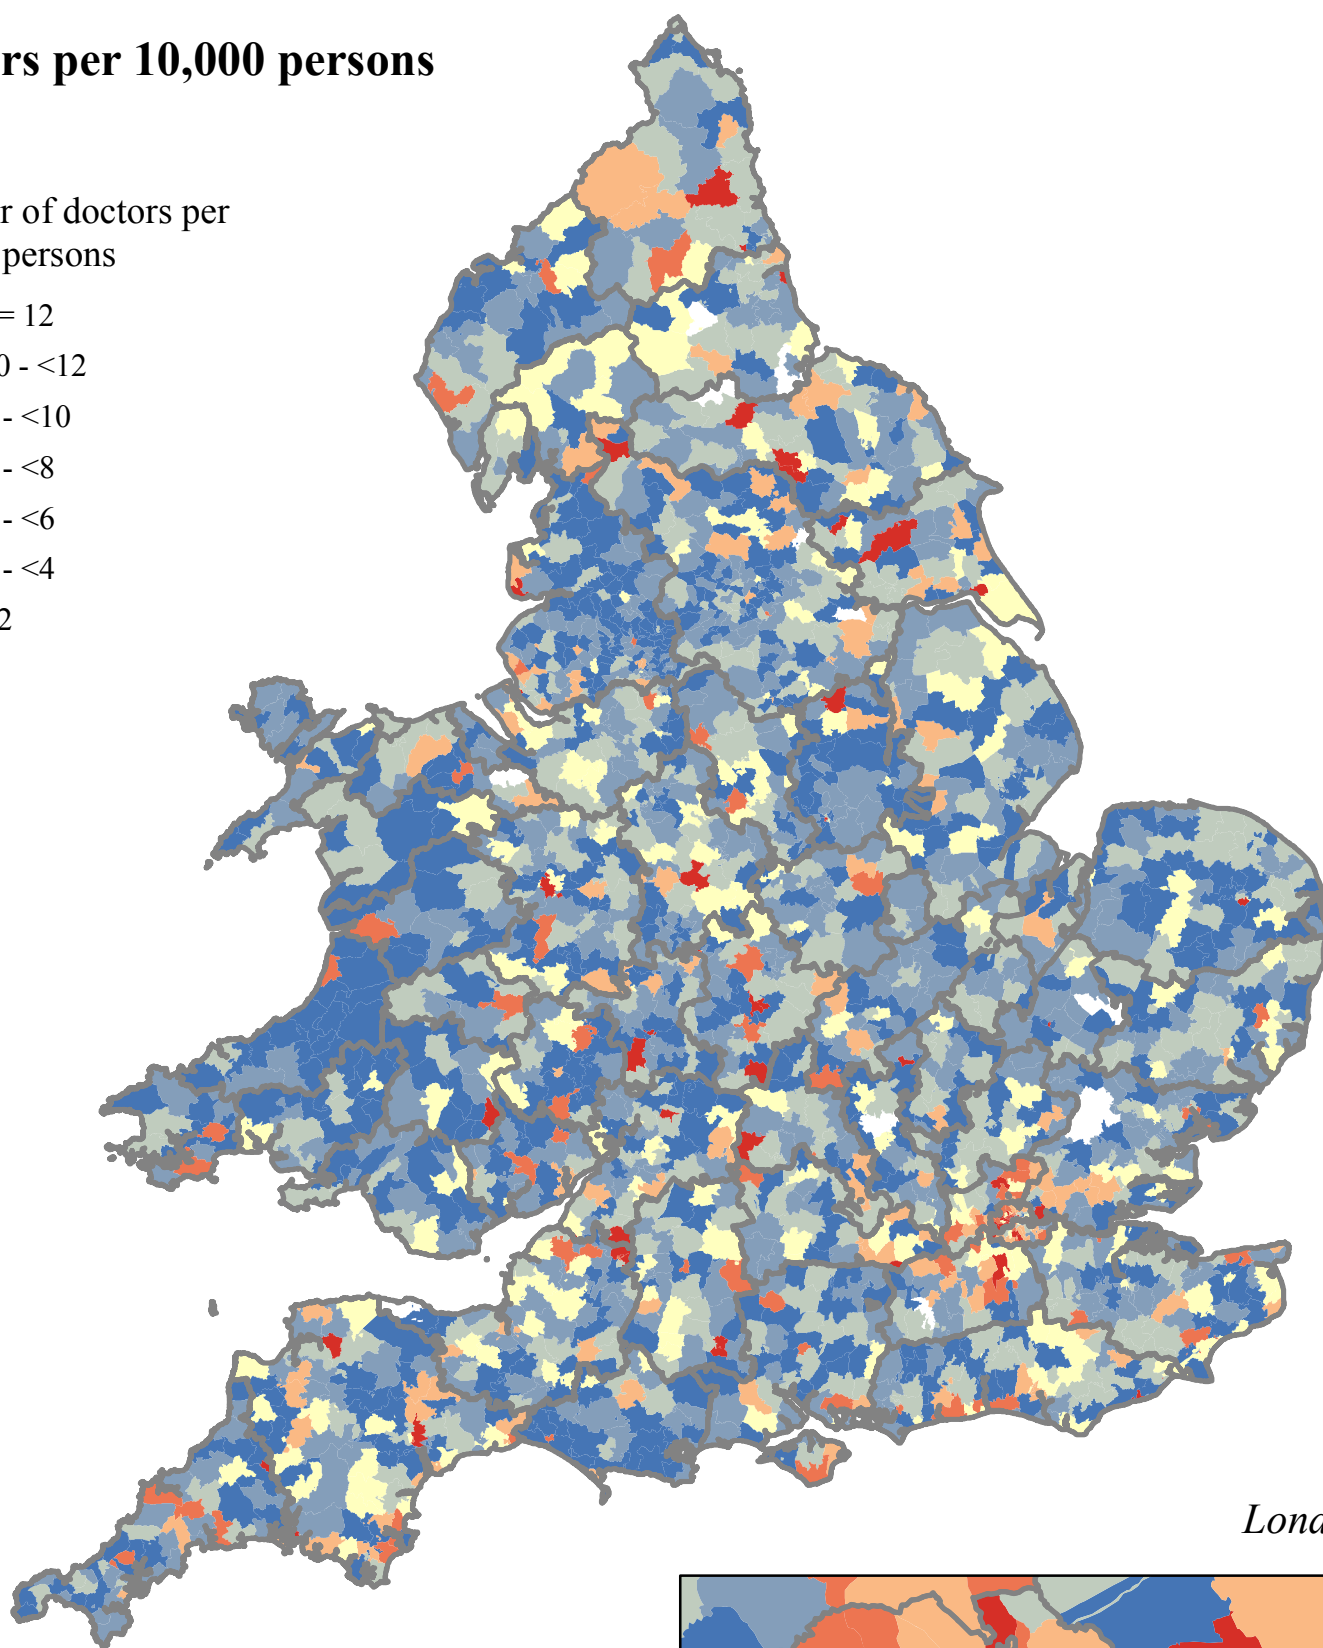 rs per 10,000 persons
r of doctors per
persons
= 12
0 - <12
- <10
- <8
- <6
- <4
2
Lond